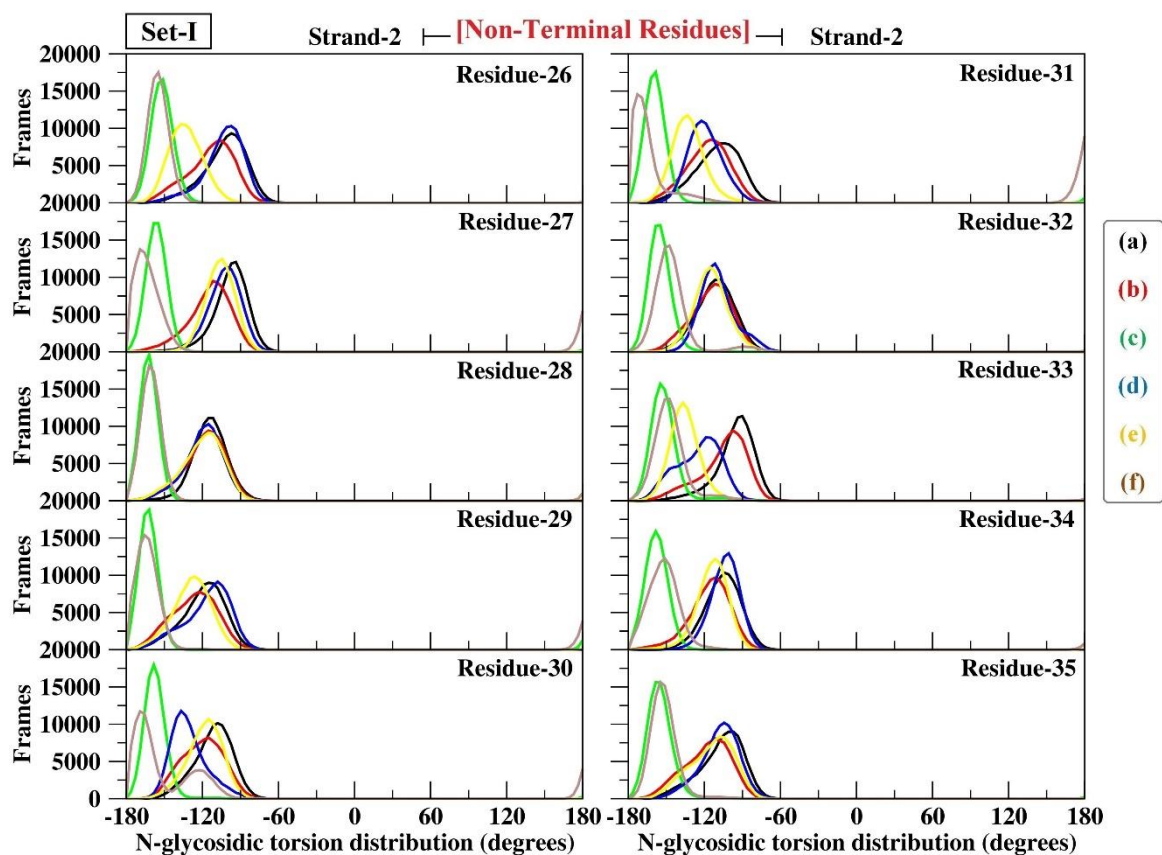 Set-I
Strand-2 [Non-Terminal Residues] Strand-2
20000 Residue-26 Residue-31
15000
Frames 10000
5000
20000 Residue-27 Residue-32
15000
Frames 10000
5000
20000 Residue-28 Residue-33
15000
Frames 10000
5000
20000 Residue-29 Residue-34
15000
Frames 10000
5000
20000 Residue-30 Residue-35
15000
Frames 10000
5000
0
-180 -120 -60 0 60 120 180 -180 -120 -60 0 60 120 180
N-glycosidic torsion distribution (degrees) N-glycosidic torsion distribution (degrees)
(a)
(b)
(c)
(d)
(e)
(f)